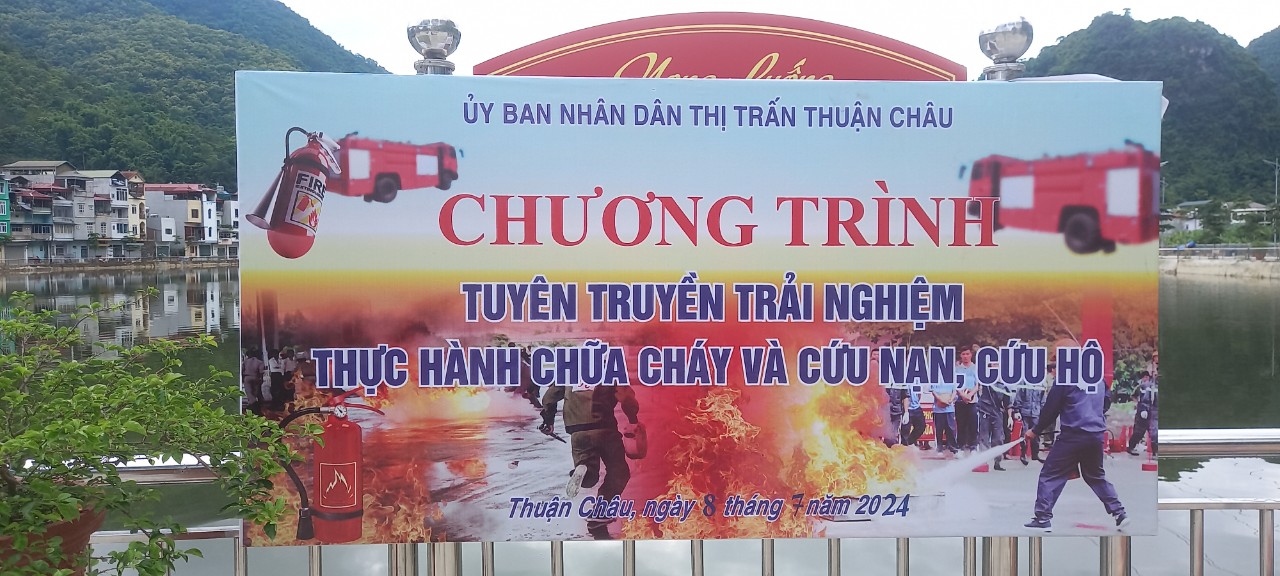 ỦY BAN NHÂN DÂN THỊ TRẤN THUẬN CHÂU
FIRE
CHƯƠNG TRÌNH
TUYÊN TRUYỀN TRẢI NGHIỆM
THỰC HÀNH CHỮA CHÁY VÀ CỨU NẠN, CỨU HỘ
Thuận Châu, ngày 8 tháng 7 năm 2024